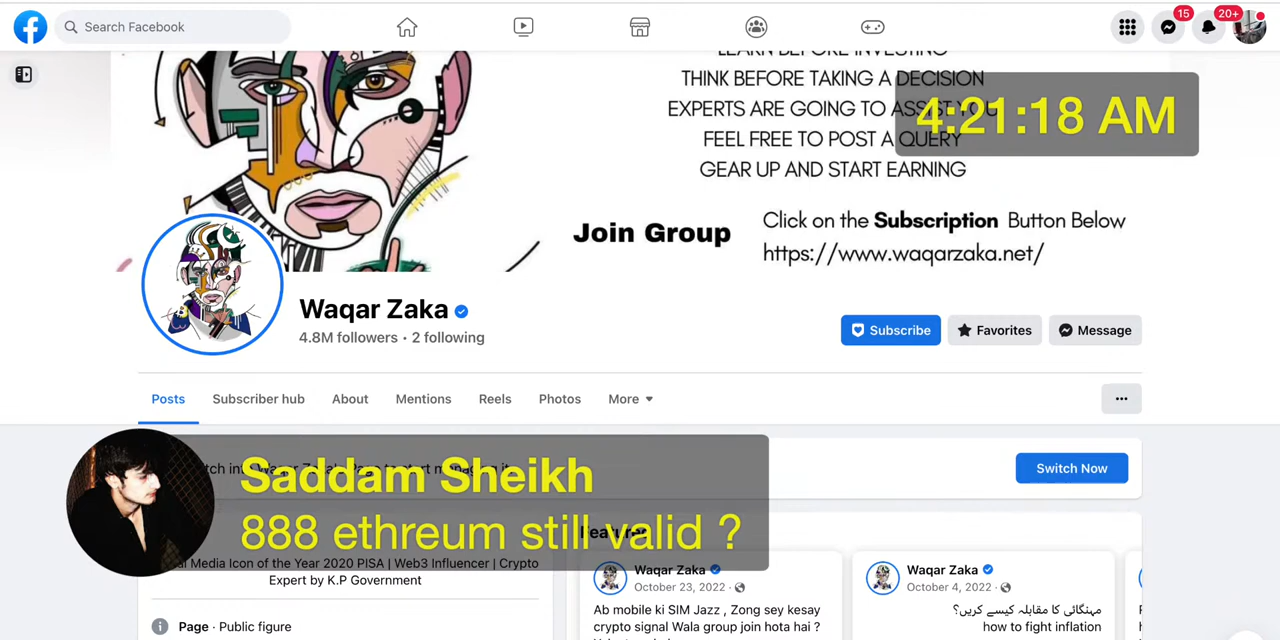 Search Facebook
15
20+
LEARN BEFORE INVESTING
THINK BEFORE TAKING A DECISION
EXPERTS ARE GOING TO ASSIST YOU
FEEL FREE TO POST A QUERY
GEAR UP AND START EARNING
4:21:18 AM
Join Group
Click on the Subscription Button Below
https://www.waqarzaka.net/
Waqar Zaka
4.8M followers · 2 following
Subscribe
Favorites
Message
Posts
Subscriber hub
About
Mentions
Reels
Photos
More
Switch Now
Saddam Sheikh
888 ethreum still valid ?
Featured
Media Icon of the Year 2020 PISA | Web3 Influencer | Crypto
Expert by K.P Government
Page · Public figure
Waqar Zaka
October 23, 2022 ·
Ab mobile ki SIM Jazz , Zong sey kesay
crypto signal Wala group join hota hai ?
Waqar Zaka
October 4, 2022 ·
مہنگائی کا مقابلہ کیسے کریں؟
how to fight inflation